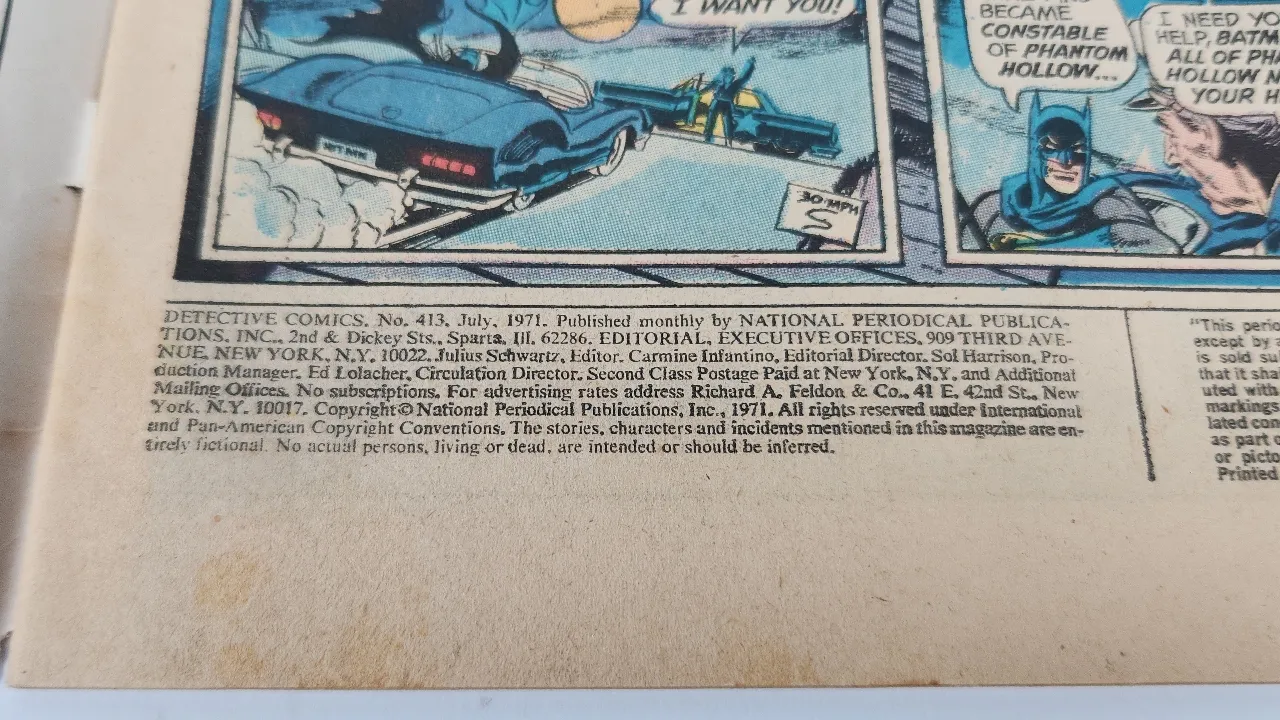 I WANT YOU!
30 MPH
BECAME
CONSTABLE
OF PHANTOM
HOLLOW...
I NEED YO
HELP, BATM
ALL OF PHA
HOLLOW N
YOUR H
DETECTIVE COMICS, No. 413, July, 1971. Published monthly by NATIONAL PERIODICAL PUBLICA-
TIONS, INC., 2nd & Dickey Sts., Sparta, Ill. 62286. EDITORIAL, EXECUTIVE OFFICES, 909 THIRD AVE-
NUE, NEW YORK, N.Y. 10022. Julius Schwartz, Editor. Carmine Infantino, Editorial Director. Sol Harrison, Pro-
duction Manager. Ed Lolacher, Circulation Director. Second Class Postage Paid at New York, N.Y. and Additional
Mailing Offices. No subscriptions. For advertising rates address Richard A. Feldon & Co., 41 E. 42nd St., New
York, N.Y. 10017. Copyright © National Periodical Publications, Inc., 1971. All rights reserved under International
and Pan-American Copyright Conventions. The stories, characters and incidents mentioned in this magazine are en-
tirely fictional. No actual persons, living or dead, are intended or should be inferred.
"This perio
except by a
is sold su
that it sha
uted with
markings
lated con
as part o
or picto
Printed